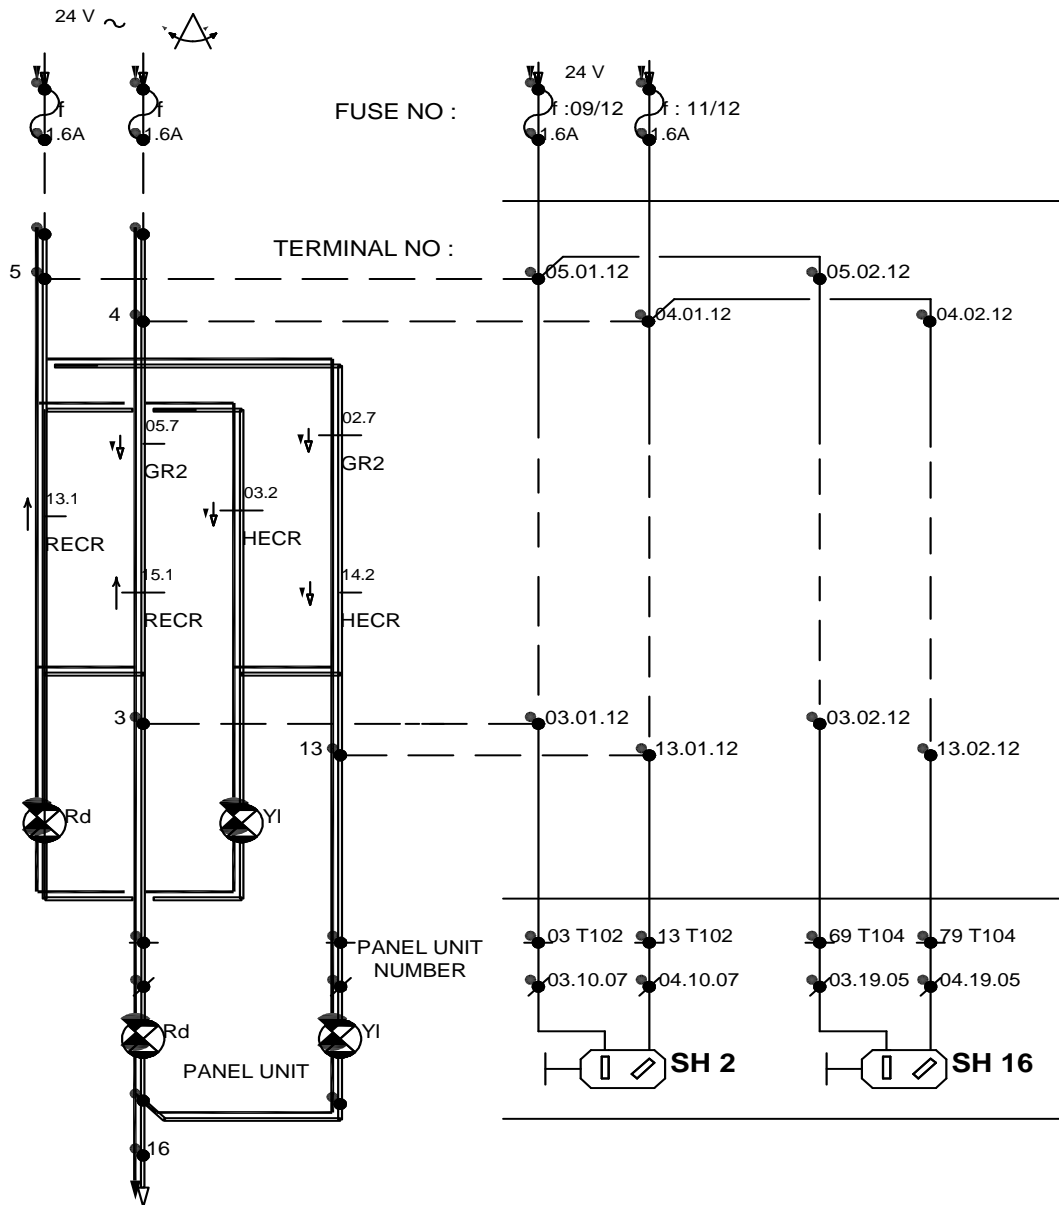 24 V ~
24 V
f
f
FUSE NO :
f :09/12
f : 11/12
1.6A
1.6A
1.6A
1.6A
TERMINAL NO :
5
05.01.12
05.02.12
4
04.01.12
04.02.12
05.7
02.7
GR2
GR2
13.1
03.2
RECR
HECR
15.1
14.2
RECR
HECR
3
03.01.12
03.02.12
13
13.01.12
13.02.12
Rd
Yl
PANEL UNIT
NUMBER
03 T102
13 T102
69 T104
79 T104
03.10.07
04.10.07
03.19.05
04.19.05
Rd
Yl
PANEL UNIT
SH 2
SH 16
16